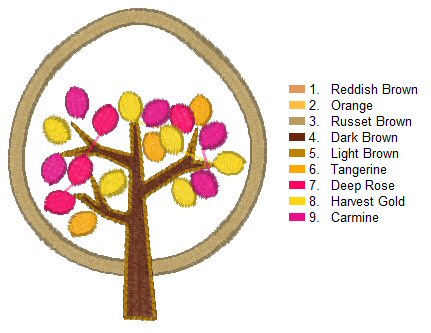 1. Reddish Brown
2. Orange
3. Russet Brown
4. Dark Brown
5. Light Brown
6. Tangerine
7. Deep Rose
8. Harvest Gold
9. Carmine